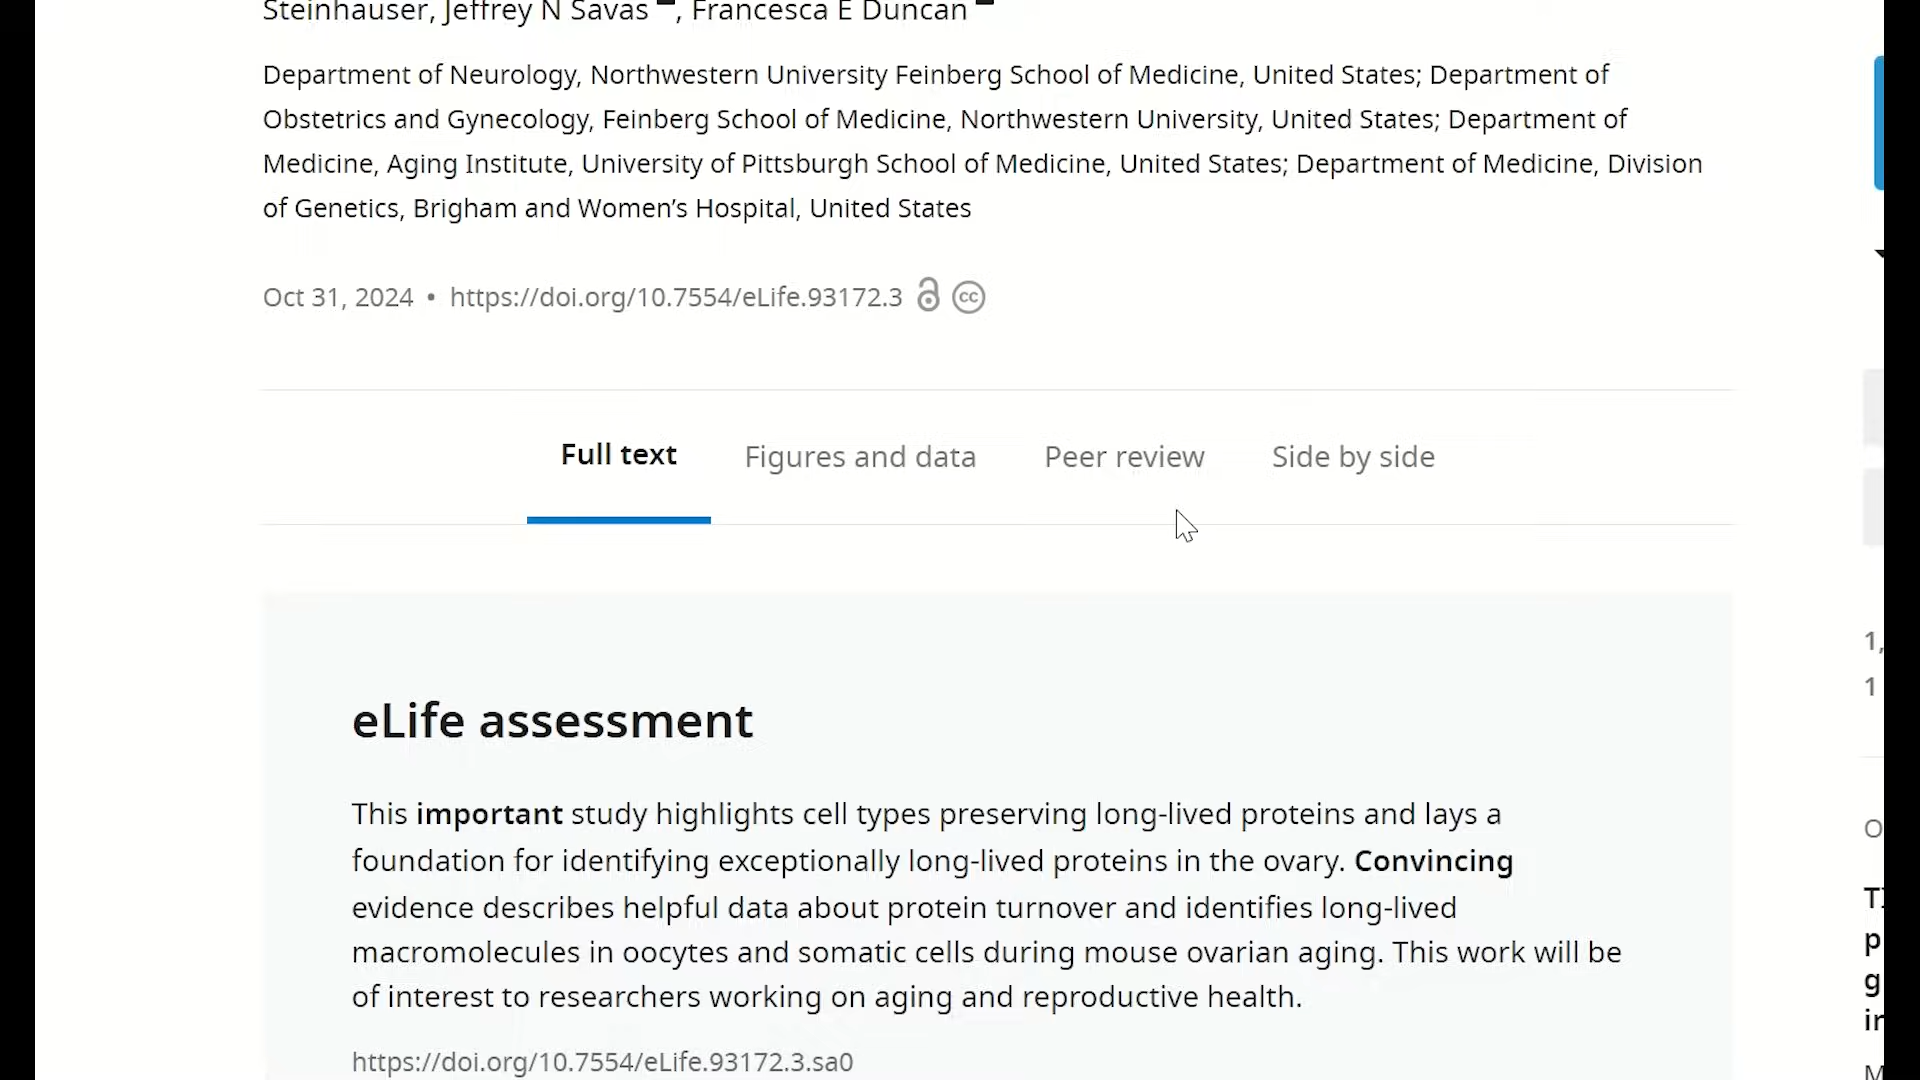 Steinhauser, Jeffrey N Savas, Francesca E Duncan
Department of Neurology, Northwestern University Feinberg School of Medicine, United States; Department of
Obstetrics and Gynecology, Feinberg School of Medicine, Northwestern University, United States; Department of
Medicine, Aging Institute, University of Pittsburgh School of Medicine, United States; Department of Medicine, Division
of Genetics, Brigham and Women’s Hospital, United States
Oct 31, 2024 • https://doi.org/10.7554/eLife.93172.3 cc
Full text Figures and data Peer review Side by side
eLife assessment
This important study highlights cell types preserving long-lived proteins and lays a
foundation for identifying exceptionally long-lived proteins in the ovary. Convincing
evidence describes helpful data about protein turnover and identifies long-lived
macromolecules in oocytes and somatic cells during mouse ovarian aging. This work will be
of interest to researchers working on aging and reproductive health.
https://doi.org/10.7554/eLife.93172.3.sa0
1,
1